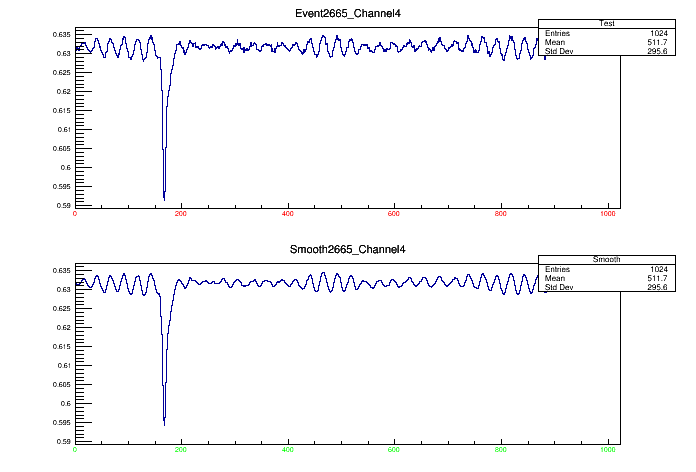 Event2665_Channel4
Test
Entries 1024
Mean 511.7
Std Dev 295.6
0.635
0.63
0.625
0.62
0.615
0.61
0.605
0.6
0.595
0.59
0 200 400 600 800 1000
Smooth2665_Channel4
Smooth
Entries 1024
Mean 511.7
Std Dev 295.6
0.635
0.63
0.625
0.62
0.615
0.61
0.605
0.6
0.595
0.59
0 200 400 600 800 1000